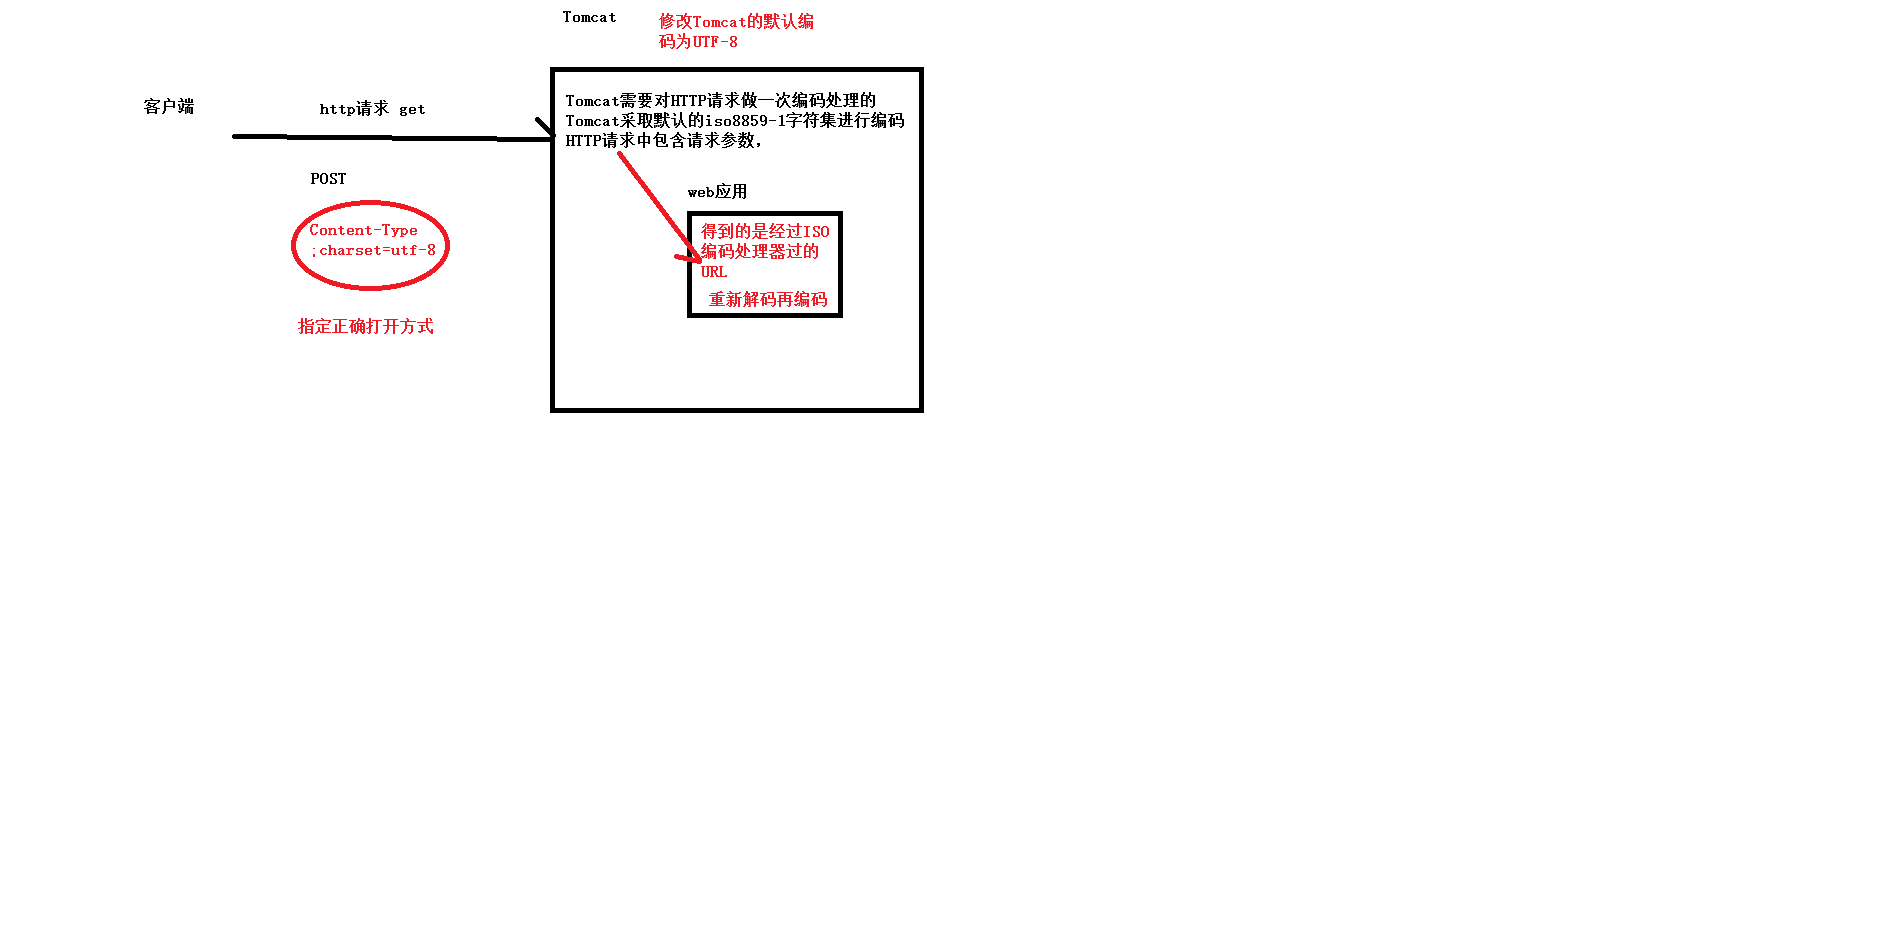 Tomcat
修改Tomcat的默认编
码为UTF-8
客户端
http请求 get
Tomcat需要对HTTP请求做一次编码处理的
Tomcat采取默认的iso8859-1字符集进行编码
HTTP请求中包含请求参数,
POST
web应用
Content-Type
;charset=utf-8
得到的是经过ISO
编码处理器过的
URL
重新解码再编码
指定正确打开方式